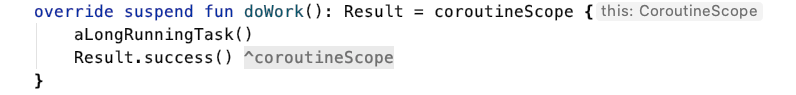 override suspend fun doWork(): Result = coroutineScope { this: CoroutineScope
    aLongRunningTask()
    Result.success() ^coroutineScope
}